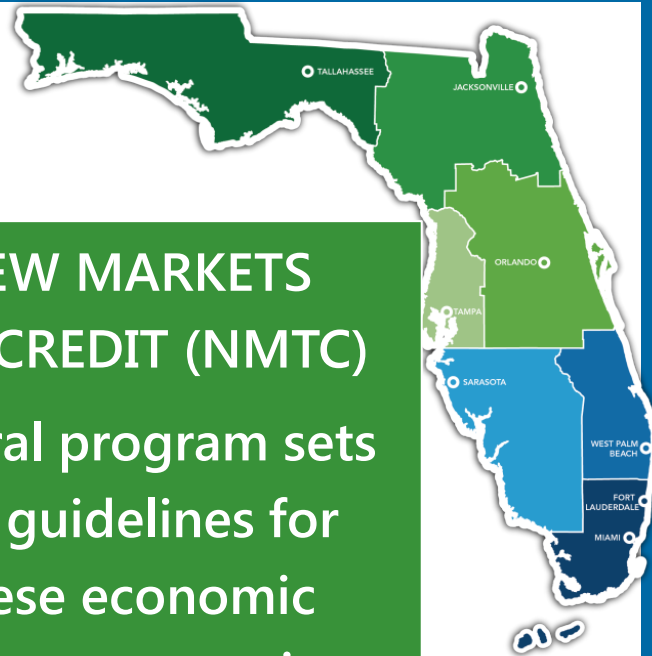 TALLAHASSEE
JACKSONVILLE
ORLANDO
TAMPA
SARASOTA
WEST PALM
BEACH
FORT
LAUDERDALE
MIAMI
EW MARKETS
CREDIT (NMTC)
ral program sets
guidelines for
ese economic